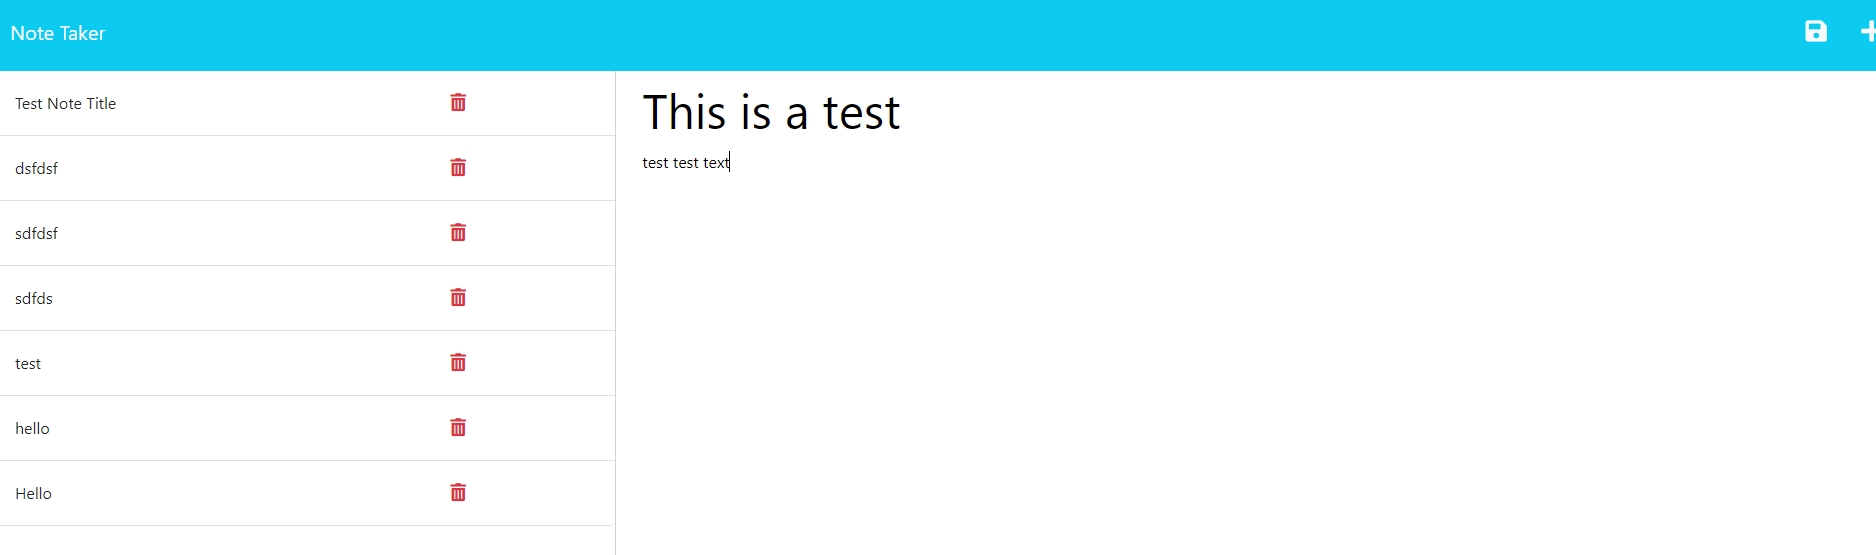 Note Taker
Test Note Title
dsfdsf
sdfdsf
sdfds
test
hello
Hello
This is a test
test test text